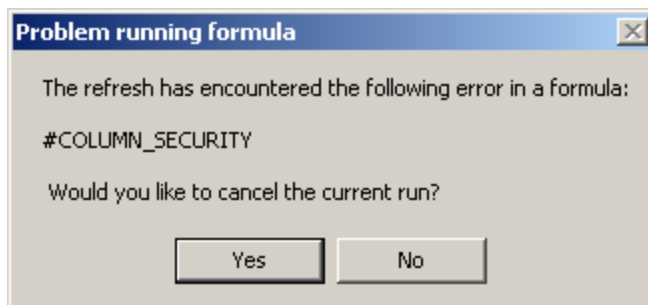 Problem running formula
The refresh has encountered the following error in a formula:
#COLUMN_SECURITY
Would you like to cancel the current run?
Yes No